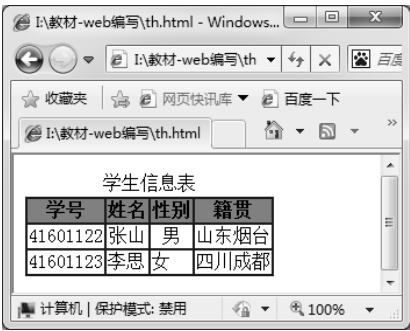 I:\教材-web编写\th.html - Windows...
I:\教材-web编写\th
收藏夹 网页快讯库 百度一下
I:\教材-web编写\th.html
学生信息表
学号 姓名 性别 籍贯
41601122 张山 男 山东烟台
41601123 李思 女 四川成都
计算机 | 保护模式: 禁用 100%